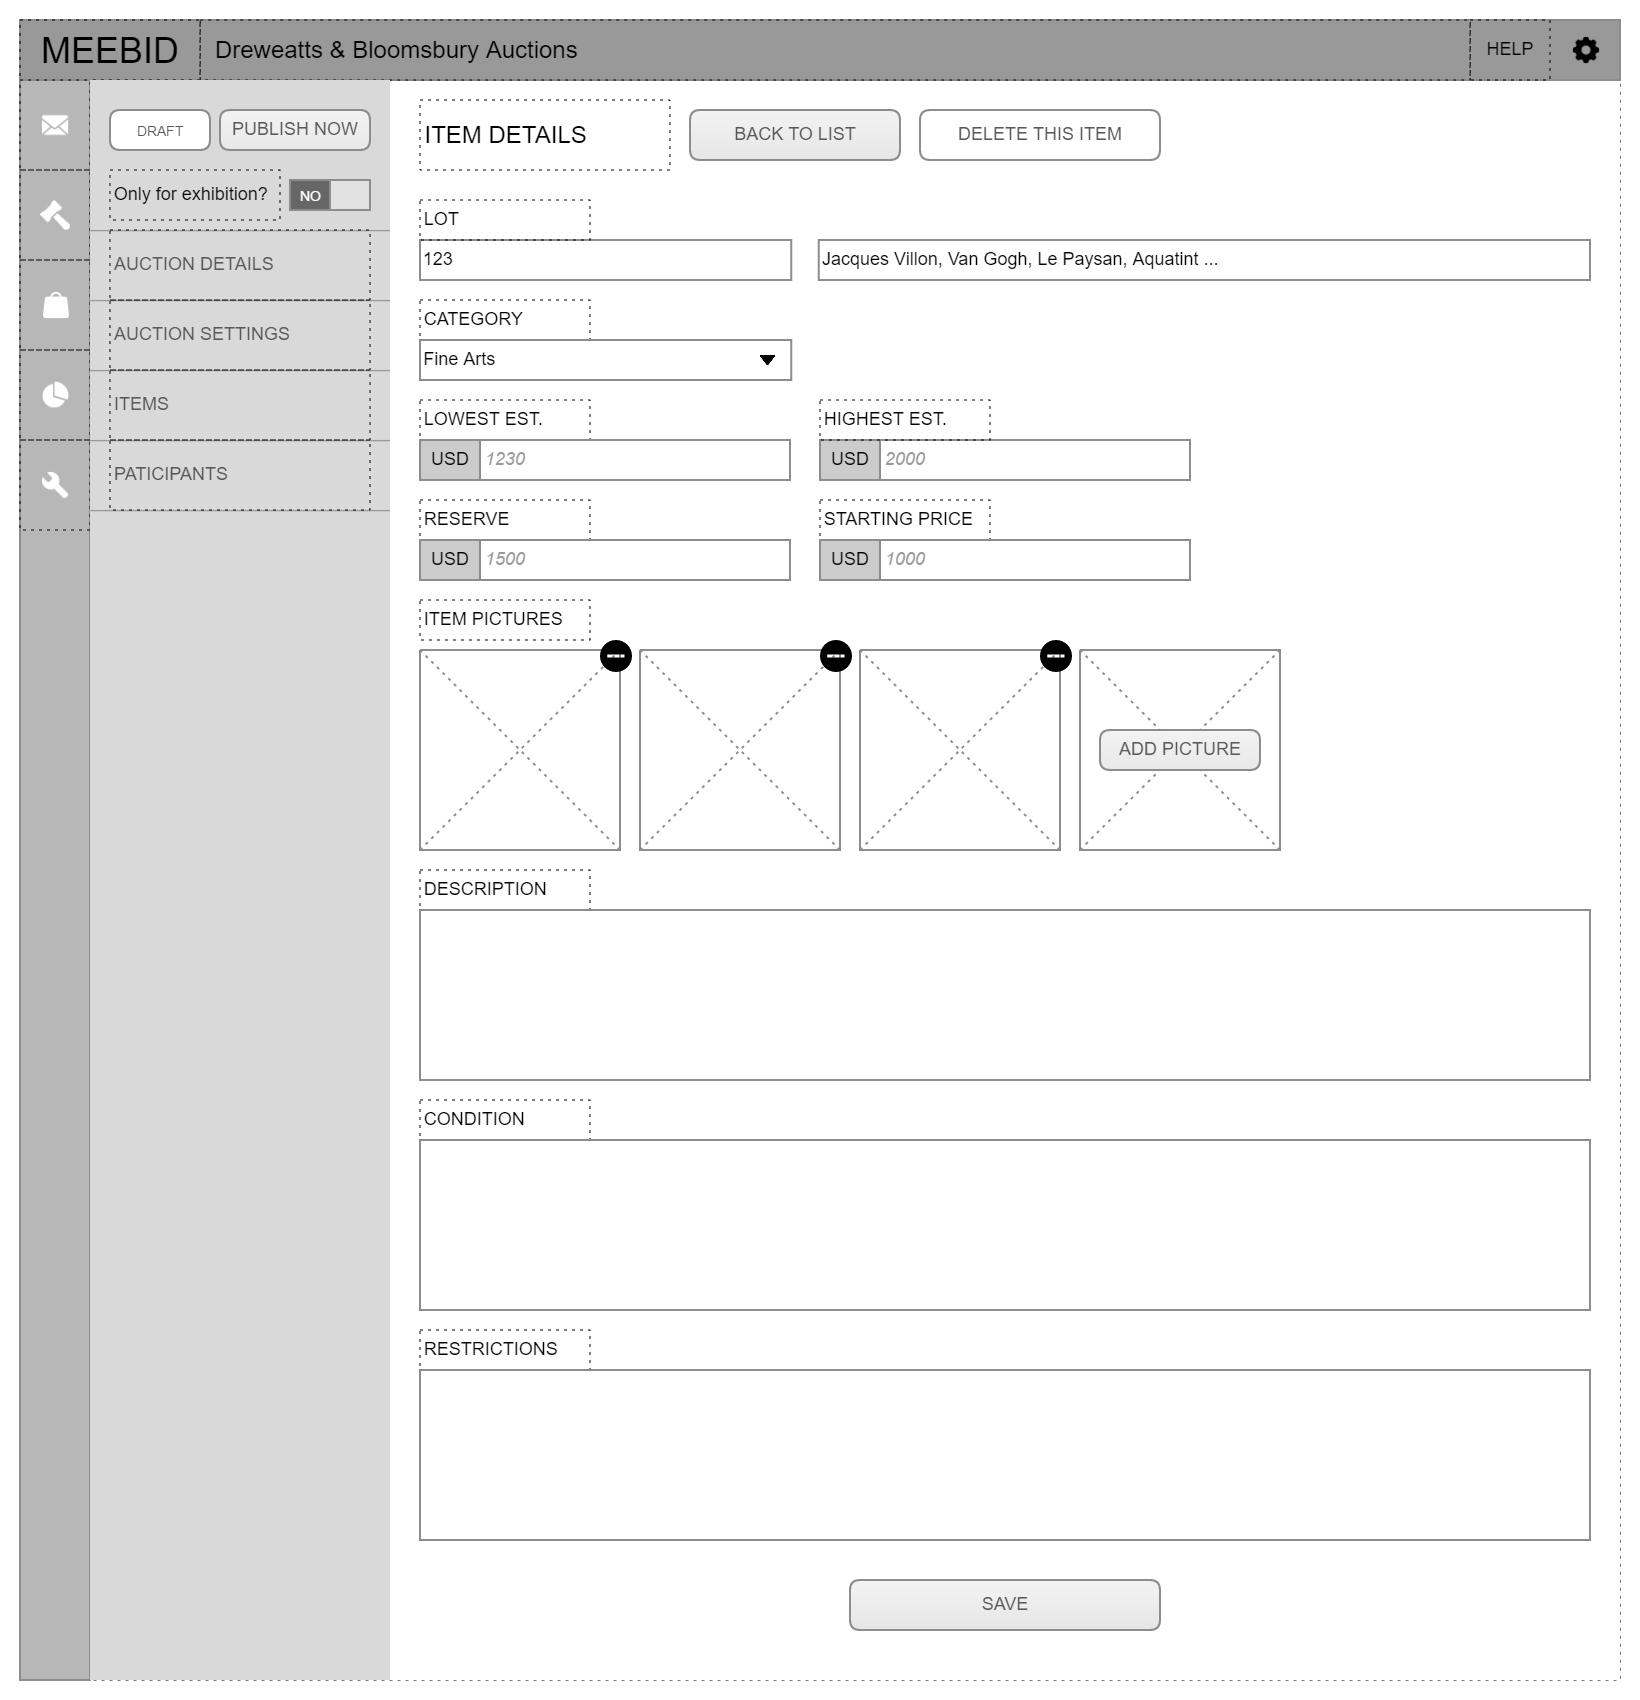 MEEBID
Dreweatts & Bloomsbury Auctions
HELP
DRAFT
PUBLISH NOW
Only for exhibition?
NO
AUCTION DETAILS
AUCTION SETTINGS
ITEMS
PATICIPANTS
ITEM DETAILS
BACK TO LIST
DELETE THIS ITEM
LOT
123
Jacques Villon, Van Gogh, Le Paysan, Aquatint ...
CATEGORY
Fine Arts
LOWEST EST.
HIGHEST EST.
USD 1230
USD 2000
RESERVE
STARTING PRICE
USD 1500
USD 1000
ITEM PICTURES
ADD PICTURE
DESCRIPTION
CONDITION
RESTRICTIONS
SAVE